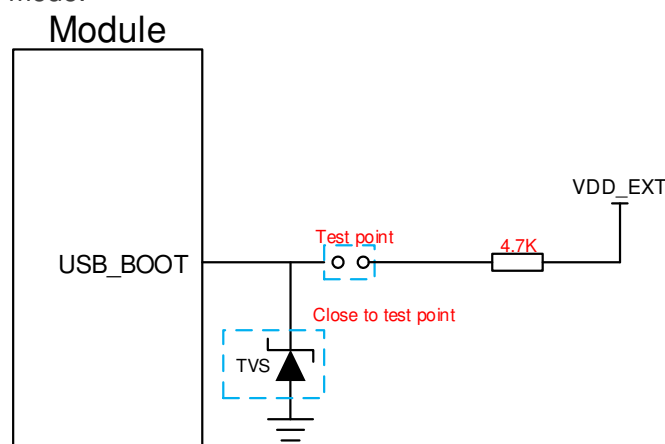 Module
VDD_EXT
Test point
4.7K
USB_BOOT
Close to test point
TVS